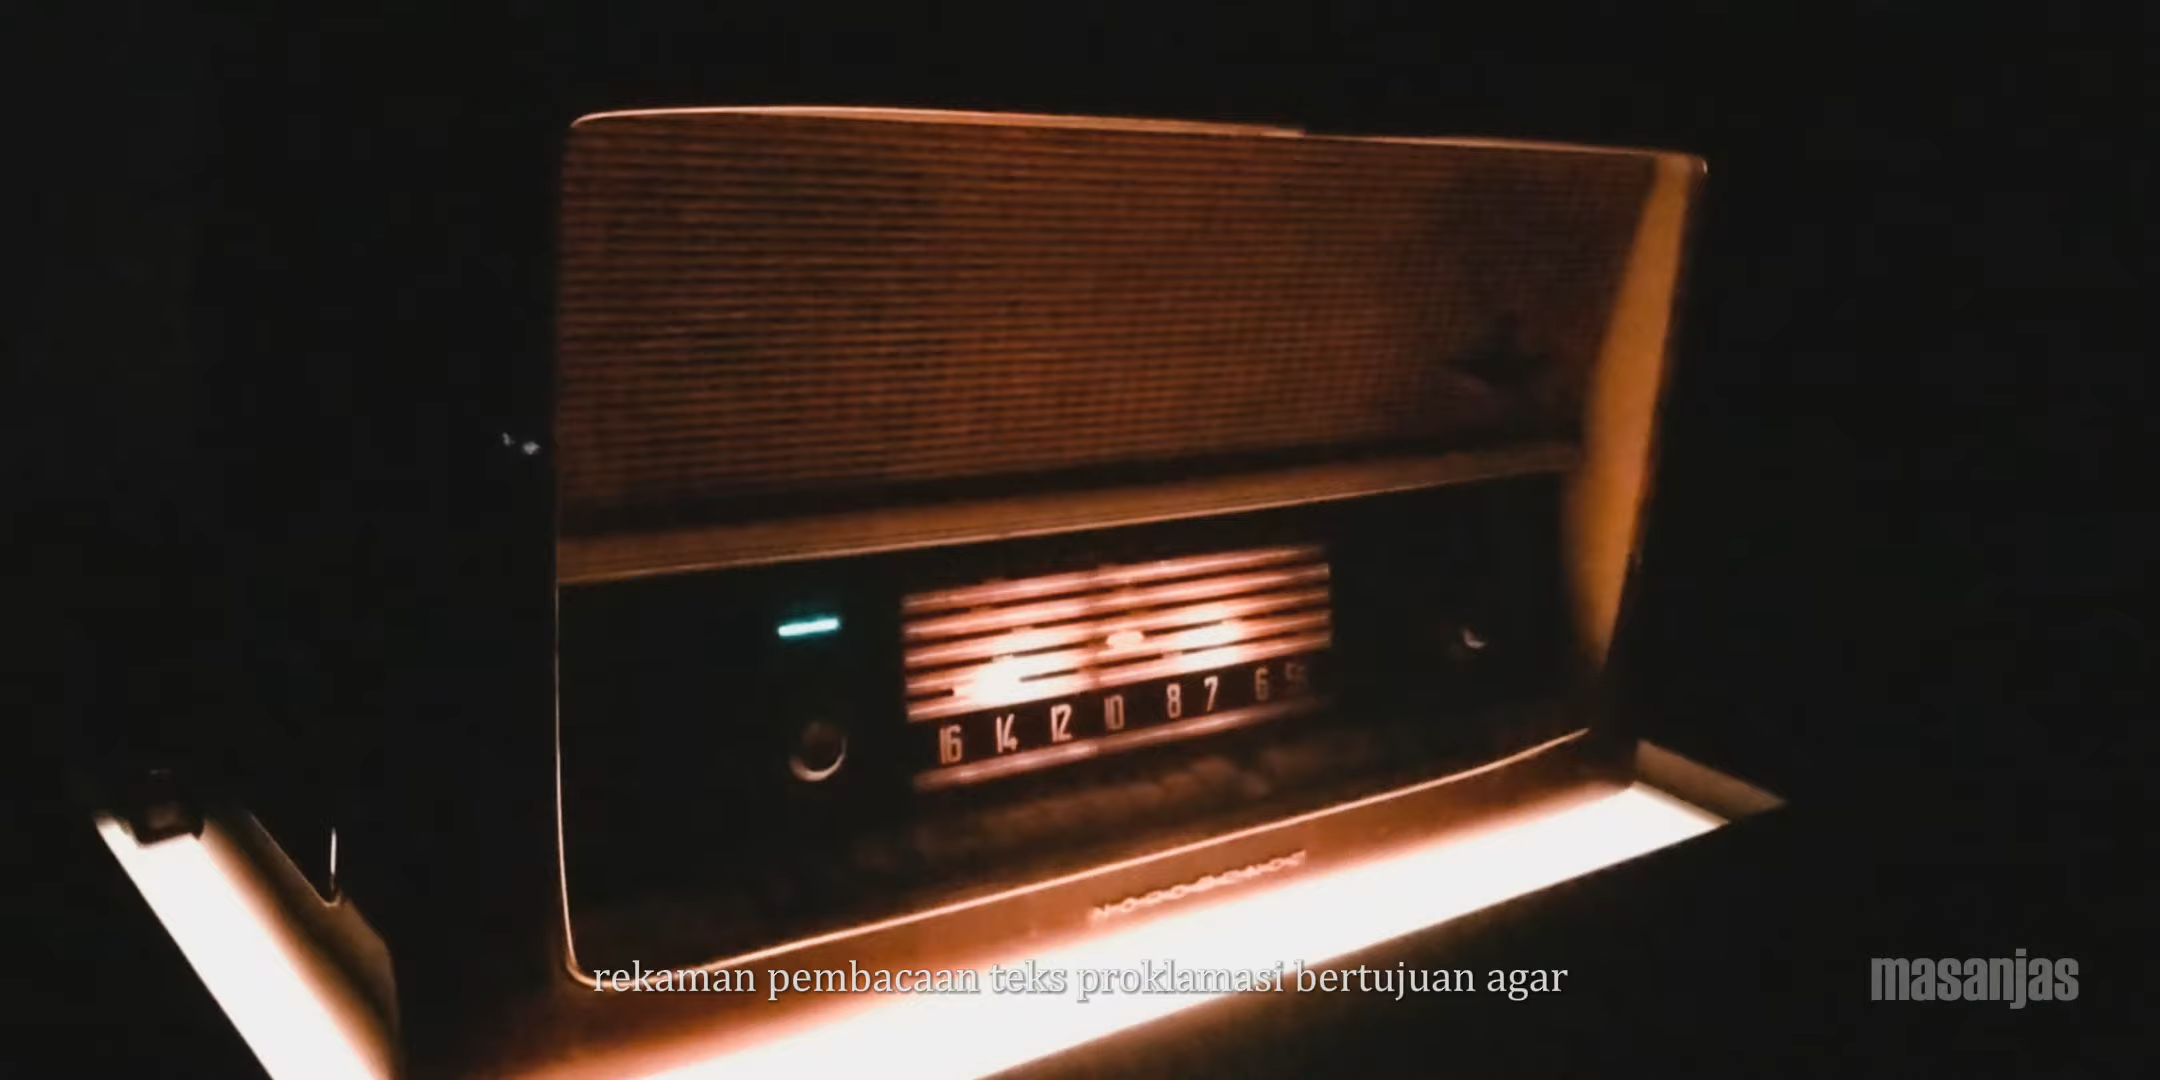 16 14 12 10 8 7 6
rekaman pembacaan teks proklamasi bertujuan agar
masanjas